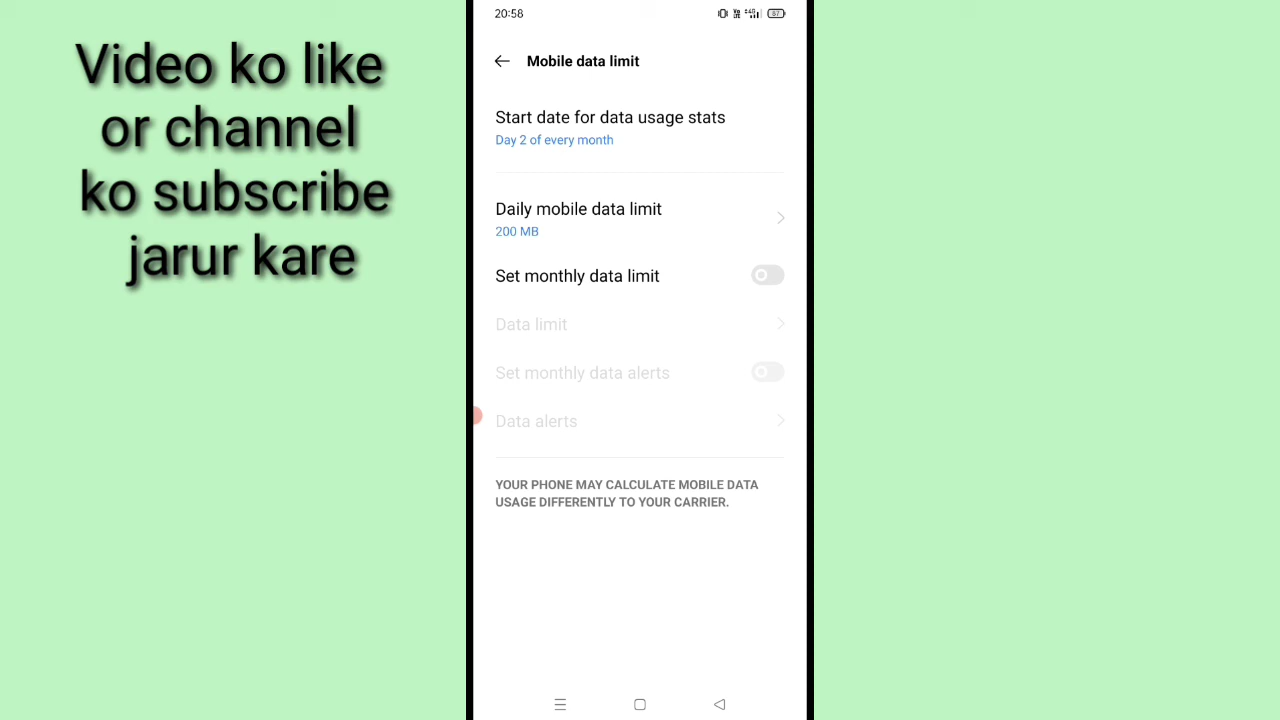 Video ko like
or channel
ko subscribe
jarur kare
20:58
57
Mobile data limit
Start date for data usage stats
Day 2 of every month
Daily mobile data limit
200 MB
Set monthly data limit
Data limit
Set monthly data alerts
Data alerts
YOUR PHONE MAY CALCULATE MOBILE DATA
USAGE DIFFERENTLY TO YOUR CARRIER.